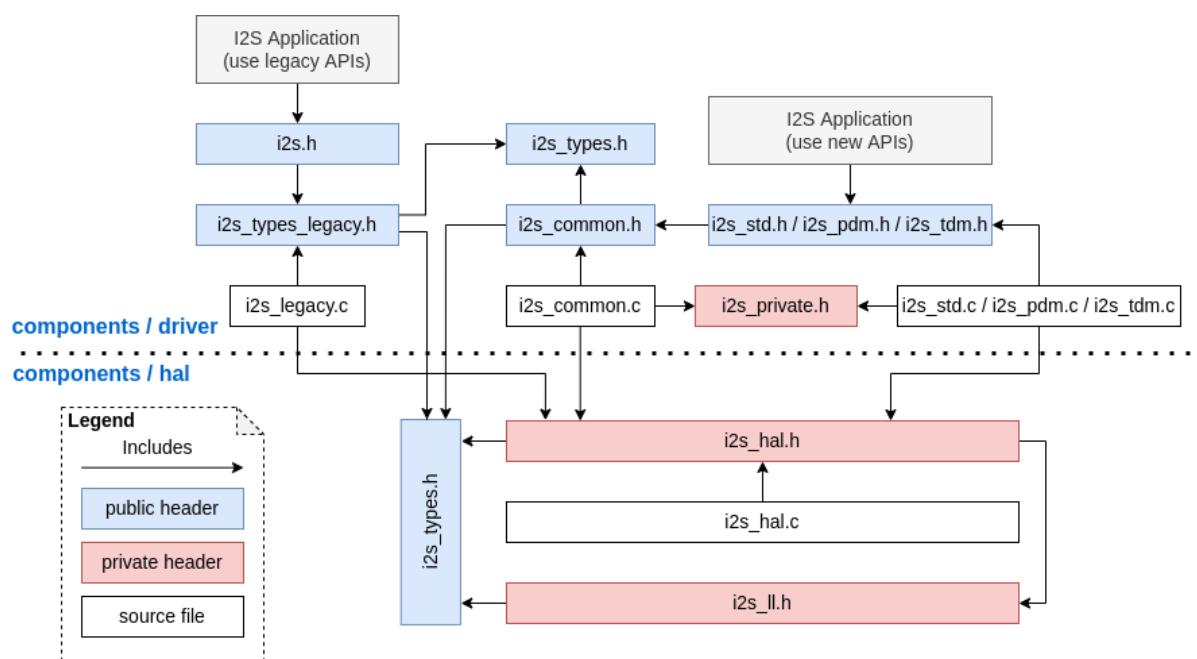 I2S Application
(use legacy APIs)
i2s.h
i2s_types.h
I2S Application
(use new APIs)
i2s_types_legacy.h
i2s_common.h
i2s_std.h / i2s_pdm.h / i2s_tdm.h
i2s_legacy.c
i2s_common.c
i2s_private.h
i2s_std.c / i2s_pdm.c / i2s_tdm.c
components / driver
components / hal
Legend
Includes
public header
private header
source file
i2s_types.h
i2s_hal.h
i2s_hal.c
i2s_ll.h